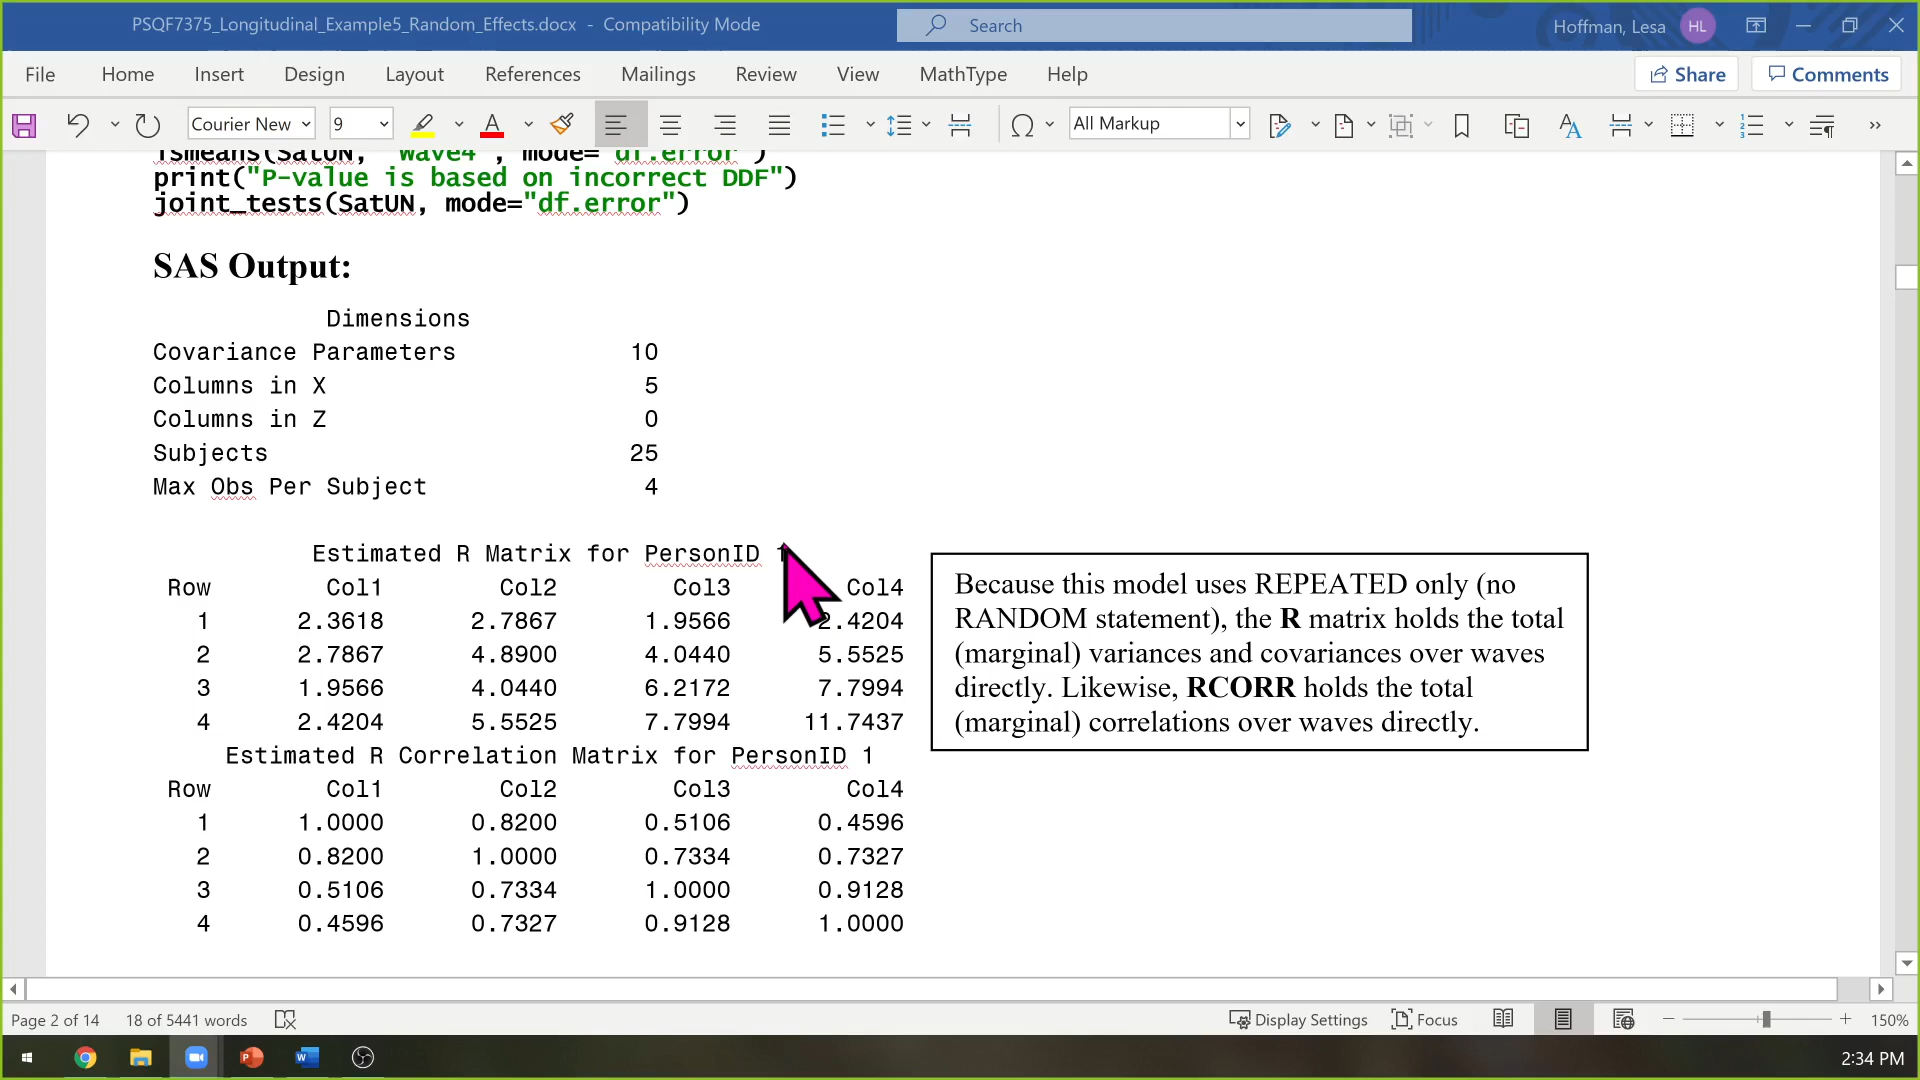 PSQF7375_Longitudinal_Example5_Random_Effects.docx - Compatibility Mode
Search
Hoffman, Lesa HL
File Home Insert Design Layout References Mailings Review View MathType Help
Share Comments
Courier New 9 All Markup
lsmeans(SatUN, "Wave4", mode="df.error")
print("P-value is based on incorrect DDF")
joint_tests(SatUN, mode="df.error")
SAS Output:
Dimensions
Covariance Parameters 10
Columns in X 5
Columns in Z 0
Subjects 25
Max Obs Per Subject 4
Estimated R Matrix for PersonID 1
Row Col1 Col2 Col3 Col4
1 2.3618 2.7867 1.9566 2.4204
2 2.7867 4.8900 4.0440 5.5525
3 1.9566 4.0440 6.2172 7.7994
4 2.4204 5.5525 7.7994 11.7437
Estimated R Correlation Matrix for PersonID 1
Row Col1 Col2 Col3 Col4
1 1.0000 0.8200 0.5106 0.4596
2 0.8200 1.0000 0.7334 0.7327
3 0.5106 0.7334 1.0000 0.9128
4 0.4596 0.7327 0.9128 1.0000
Because this model uses REPEATED only (no
RANDOM statement), the R matrix holds the total
(marginal) variances and covariances over waves
directly. Likewise, RCORR holds the total
(marginal) correlations over waves directly.
Page 2 of 14 18 of 5441 words Display Settings Focus 150%
2:34 PM